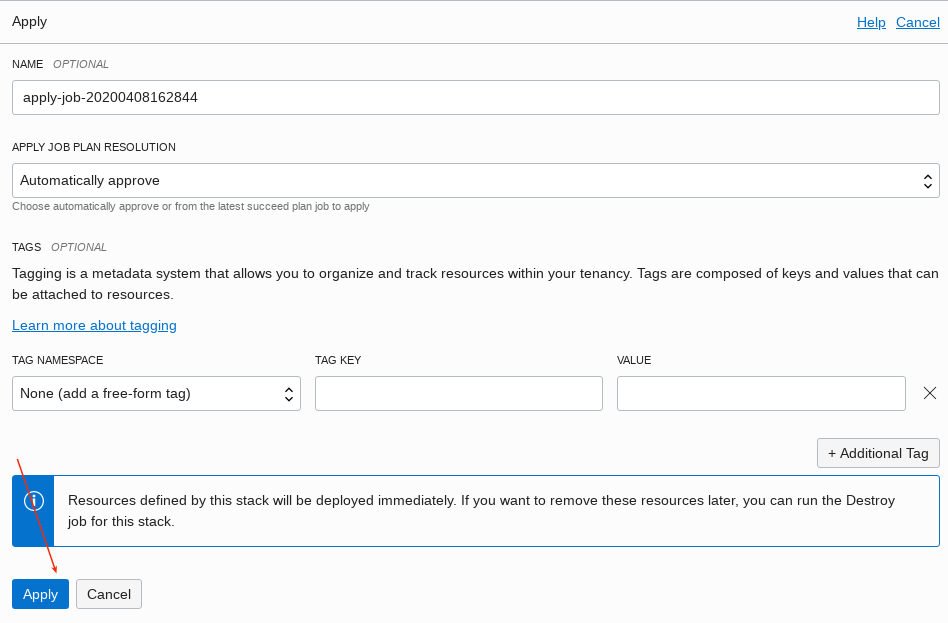 Apply
Help Cancel
NAME OPTIONAL
apply-job-20200408162844
APPLY JOB PLAN RESOLUTION
Automatically approve
Choose automatically approve or from the latest succeed plan job to apply
TAGS OPTIONAL
Tagging is a metadata system that allows you to organize and track resources within your tenancy. Tags are composed of keys and values that can
be attached to resources.
Learn more about tagging
TAG NAMESPACE TAG KEY VALUE
None (add a free-form tag)
+ Additional Tag
Resources defined by this stack will be deployed immediately. If you want to remove these resources later, you can run the Destroy
job for this stack.
Apply Cancel